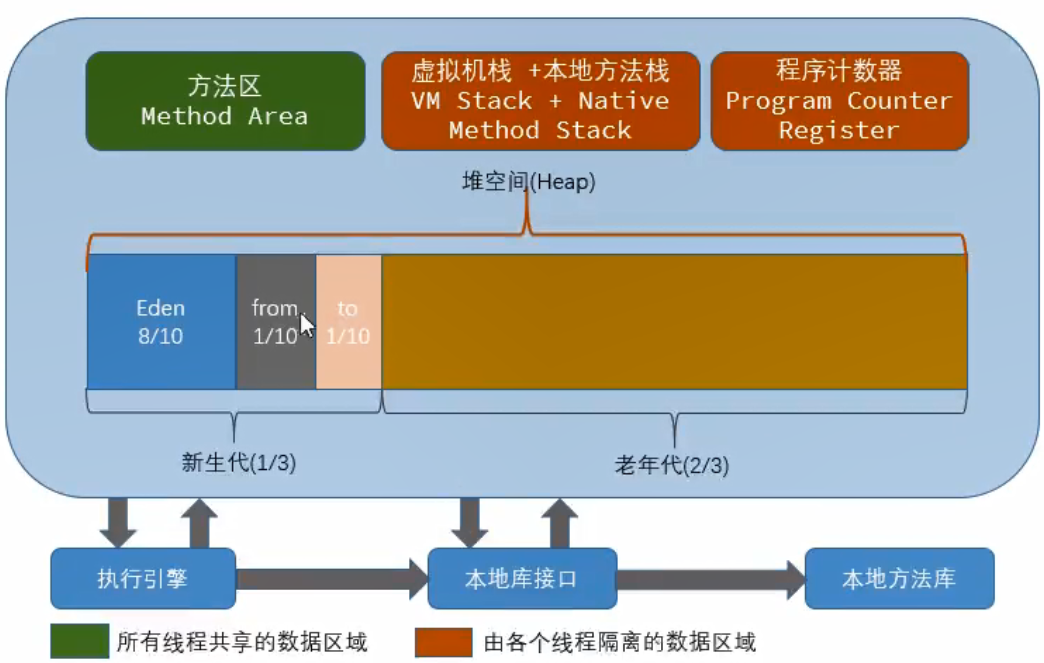 方法区
Method Area
虚拟机栈 +本地方法栈
VM Stack + Native
Method Stack
程序计数器
Program Counter
Register
堆空间(Heap)
Eden
8/10
from
1/10
to
1/10
新生代(1/3)
老年代(2/3)
执行引擎
本地库接口
本地方法库
所有线程共享的数据区域
由各个线程隔离的数据区域